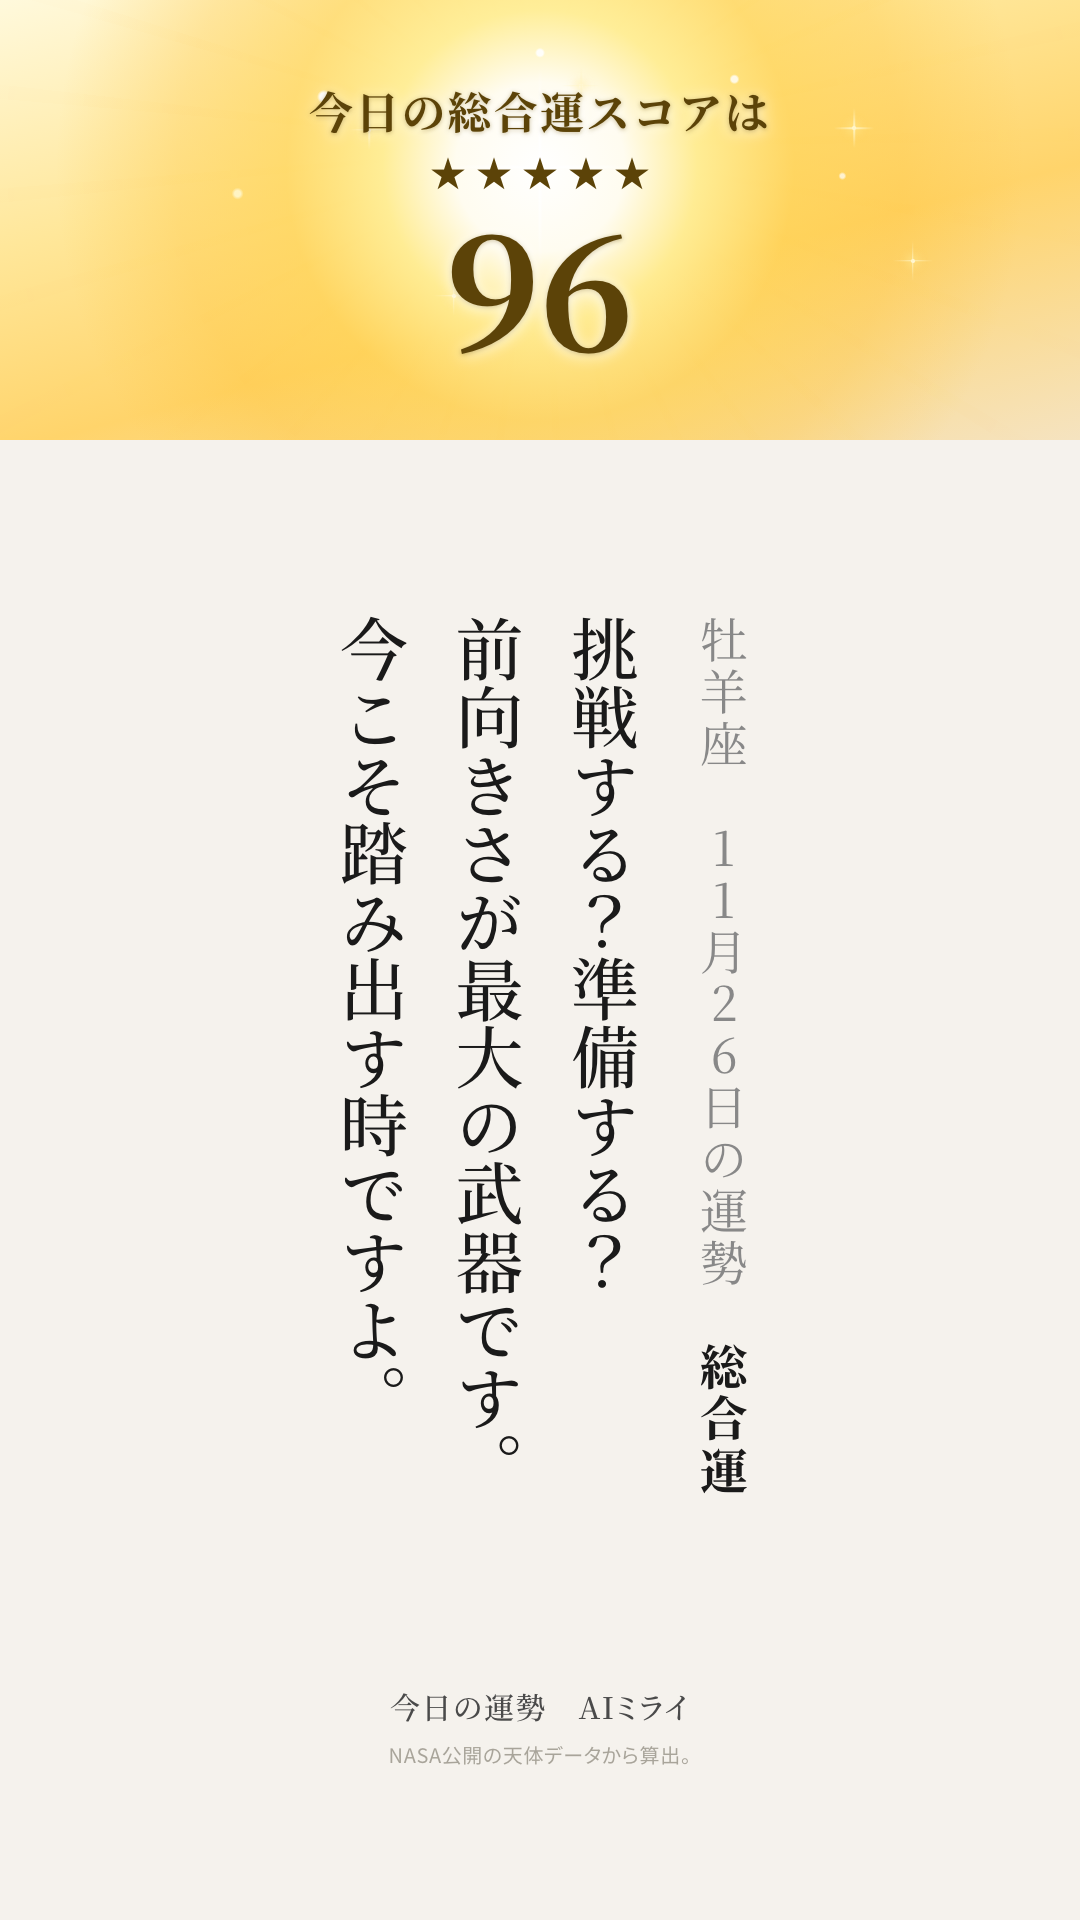 今日の総合運スコアは
★★★★★
96
牡羊座　11月26日の運勢　総合運
挑戦する？準備する？
前向きさが最大の武器です。
今こそ踏み出す時ですよ。
今日の運勢　AIミライ
NASA公開の天体データから算出。